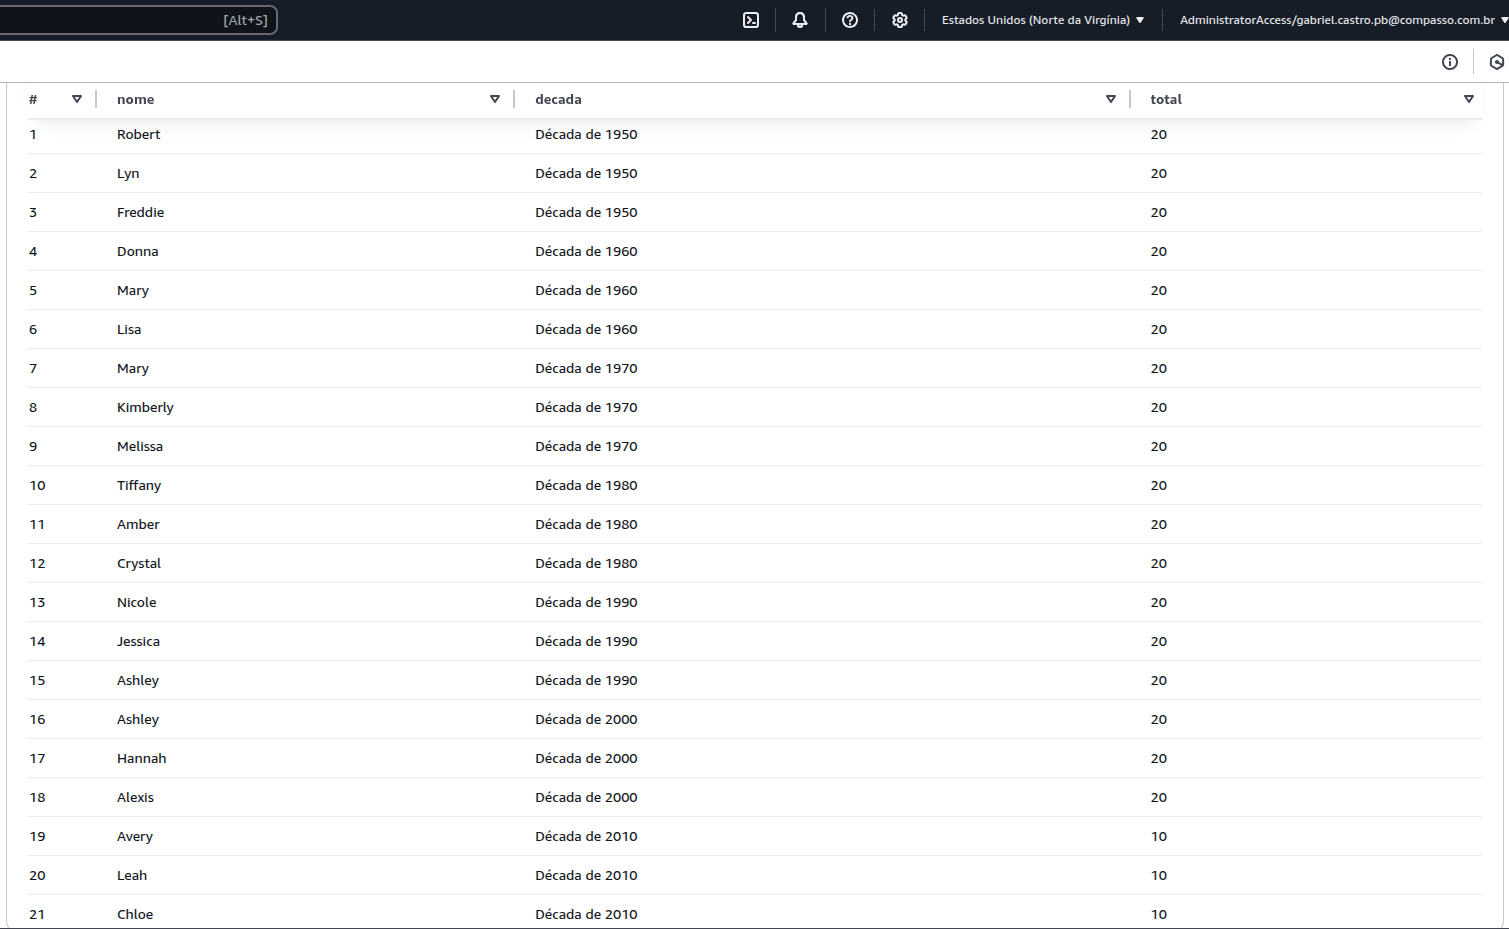 [Alt+S] Estados Unidos (Norte da Virgínia) AdministratorAccess/gabriel.castro.pb@compasso.com.br
# nome decada total
1 Robert Década de 1950 20
2 Lyn Década de 1950 20
3 Freddie Década de 1950 20
4 Donna Década de 1960 20
5 Mary Década de 1960 20
6 Lisa Década de 1960 20
7 Mary Década de 1970 20
8 Kimberly Década de 1970 20
9 Melissa Década de 1970 20
10 Tiffany Década de 1980 20
11 Amber Década de 1980 20
12 Crystal Década de 1980 20
13 Nicole Década de 1990 20
14 Jessica Década de 1990 20
15 Ashley Década de 1990 20
16 Ashley Década de 2000 20
17 Hannah Década de 2000 20
18 Alexis Década de 2000 20
19 Avery Década de 2010 10
20 Leah Década de 2010 10
21 Chloe Década de 2010 10